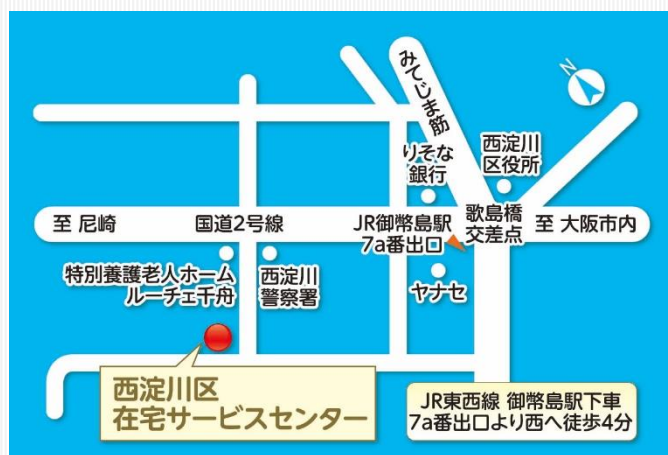 N
みてじま筋
りそな
銀行
西淀川
区役所
至 尼崎
国道2号線
JR御幣島駅
7a番出口
歌島橋
交差点
至 大阪市内
特別養護老人ホーム
ルーチェ千舟
西淀川
警察署
ヤナセ
西淀川区
在宅サービスセンター
JR東西線 御幣島駅下車
7a番出口より西へ徒歩4分